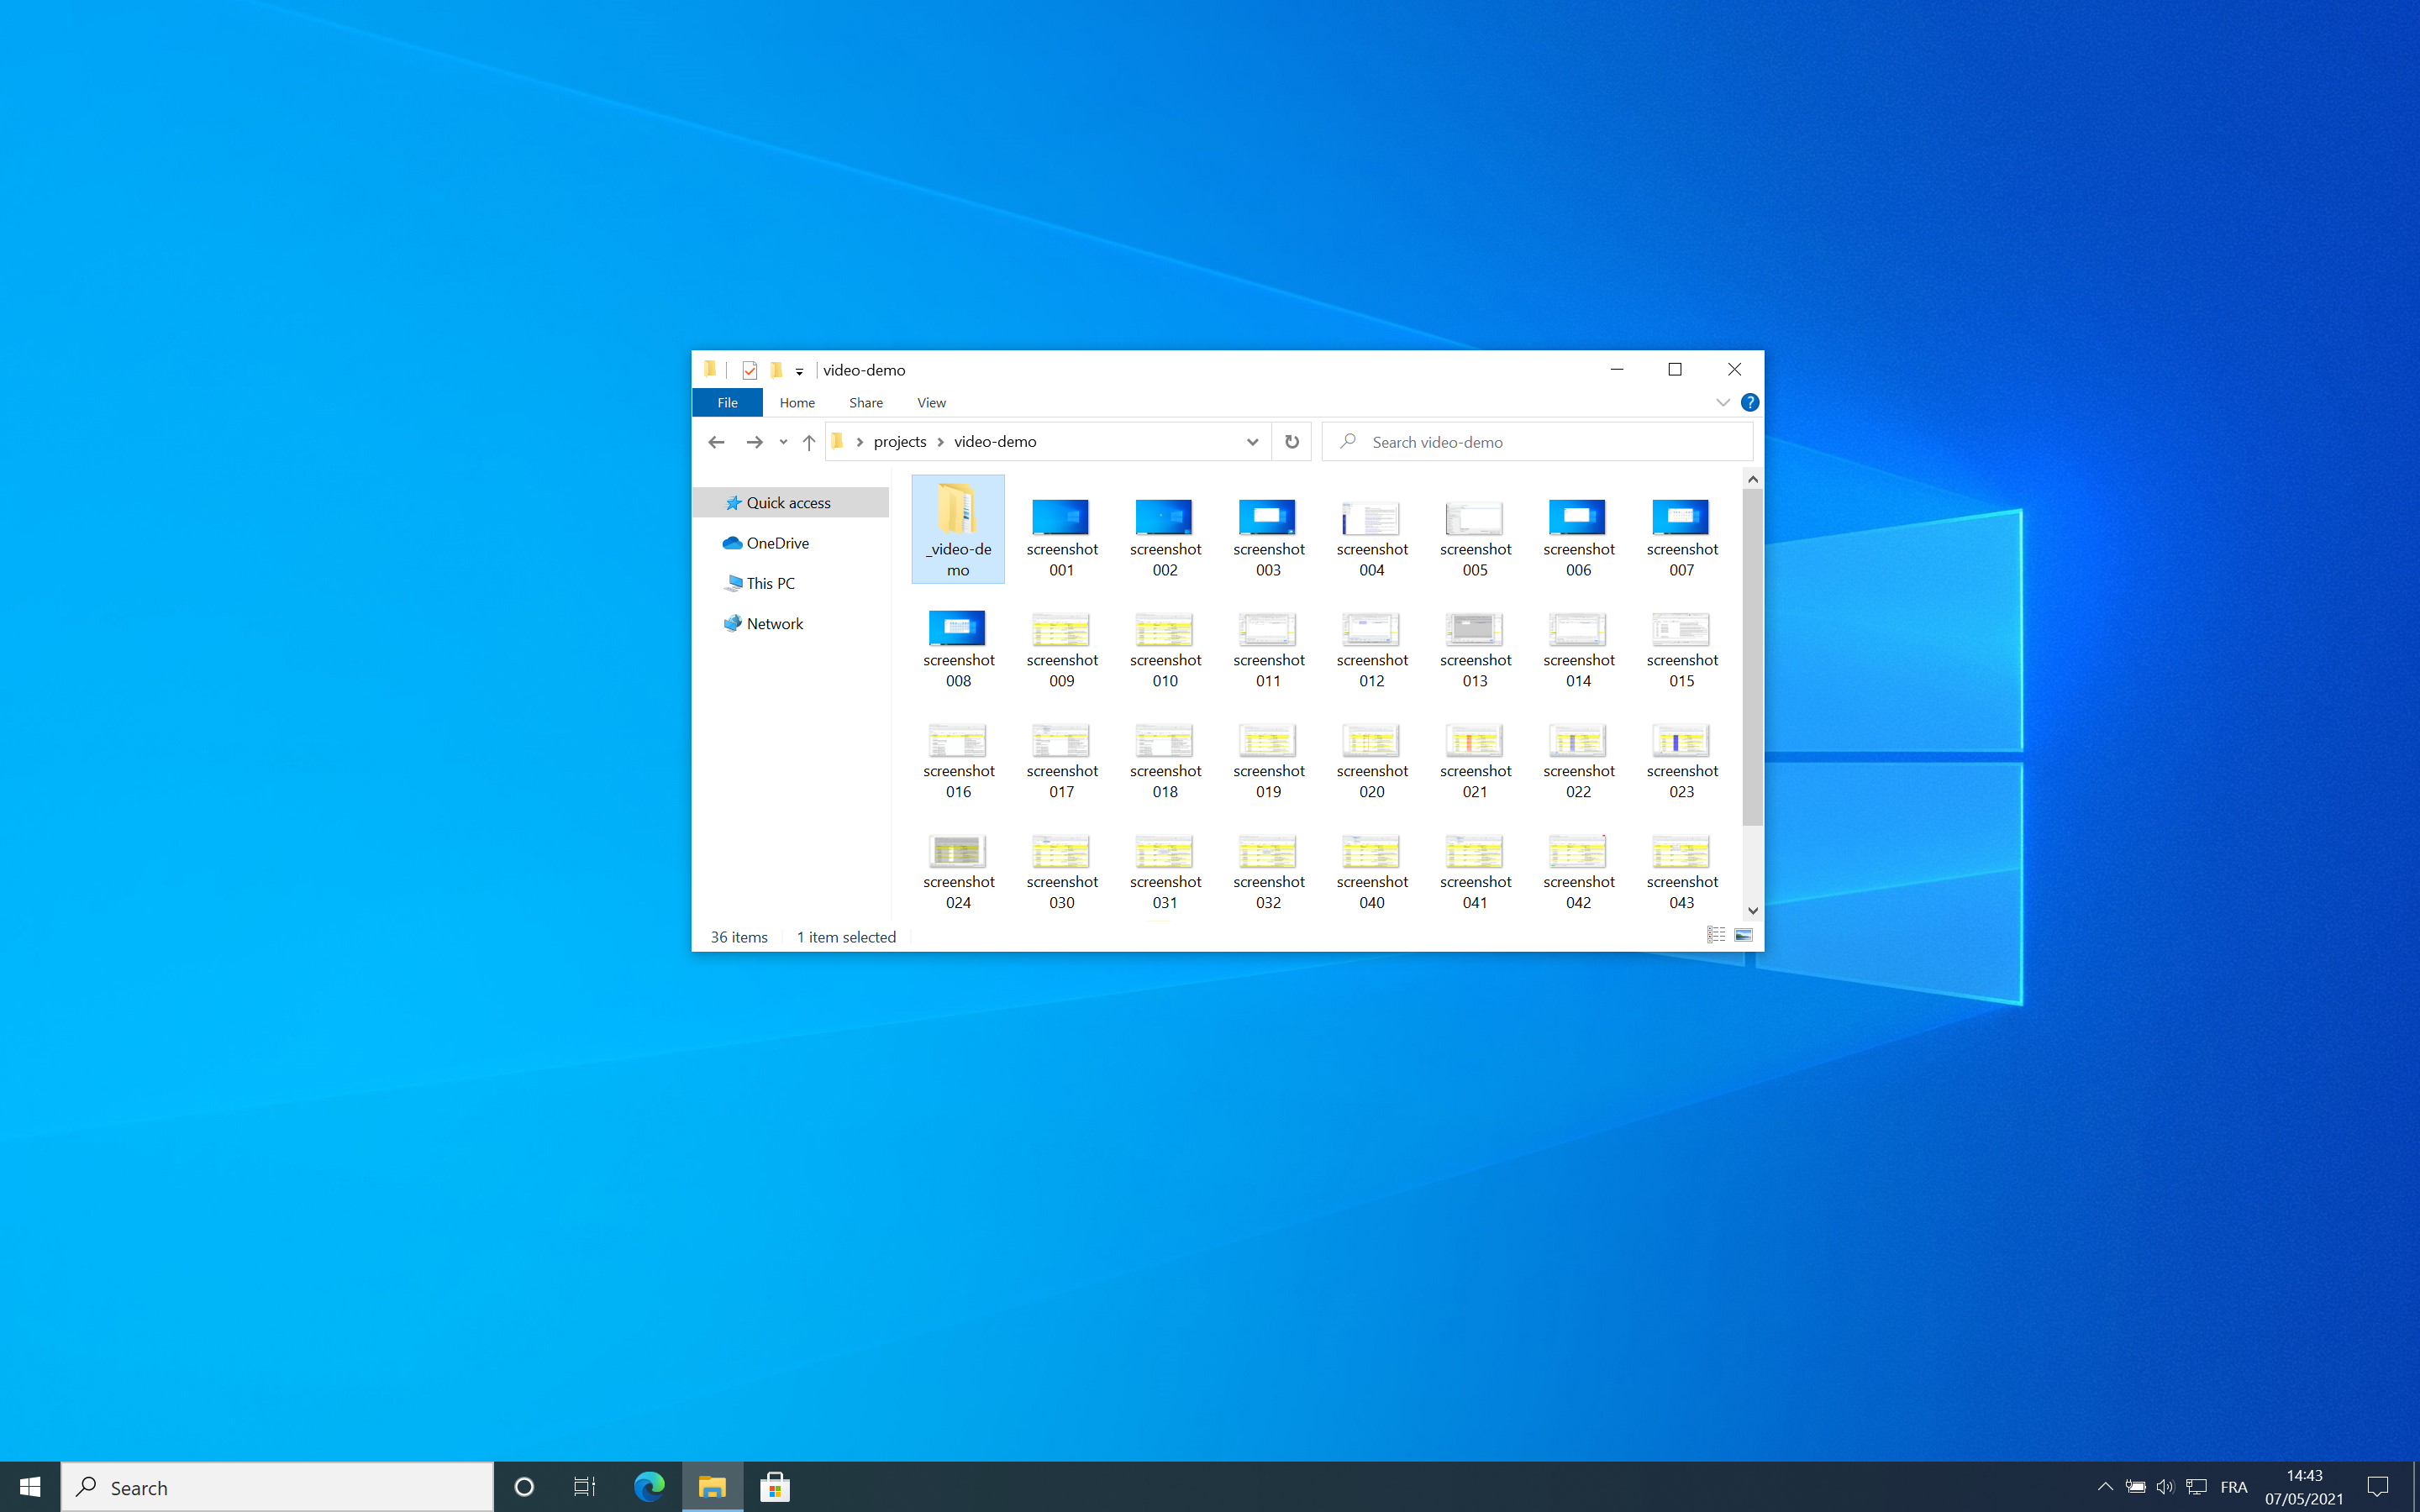 video-demo
File Home Share View
projects video-demo
Search video-demo
Quick access
OneDrive
This PC
Network
_video-de
mo
screenshot
001
screenshot
002
screenshot
003
screenshot
004
screenshot
005
screenshot
006
screenshot
007
screenshot
008
screenshot
009
screenshot
010
screenshot
011
screenshot
012
screenshot
013
screenshot
014
screenshot
015
screenshot
016
screenshot
017
screenshot
018
screenshot
019
screenshot
020
screenshot
021
screenshot
022
screenshot
023
screenshot
024
screenshot
030
screenshot
031
screenshot
032
screenshot
040
screenshot
041
screenshot
042
screenshot
043
36 items 1 item selected
Search
FRA
14:43
07/05/2021